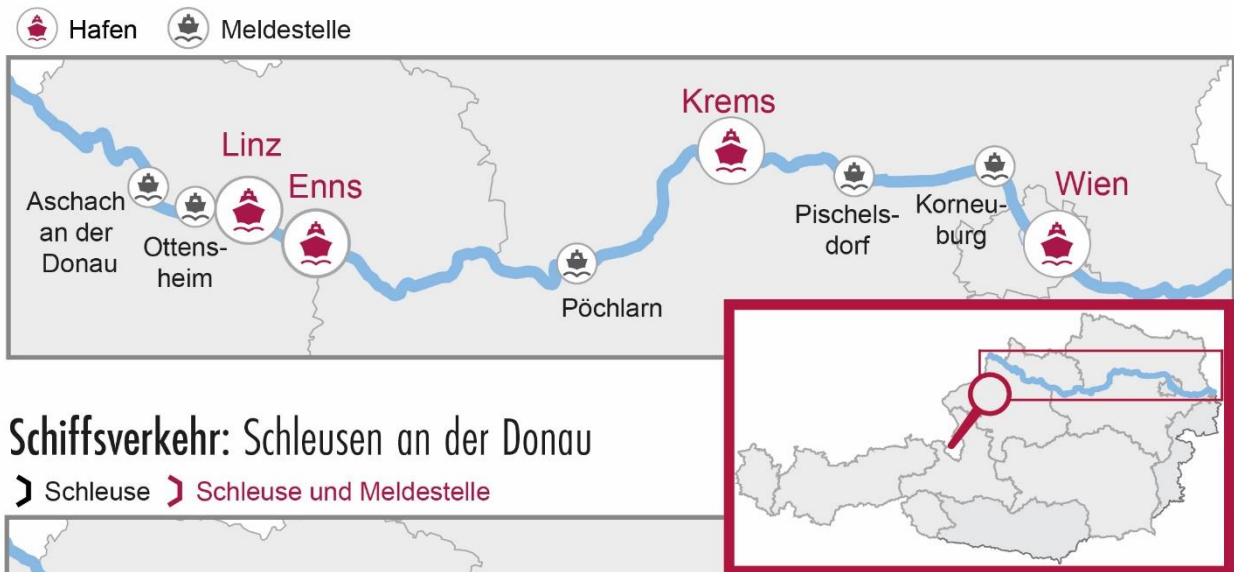 Hafen
Meldestelle
Krems
Linz
Enns
Wien
Aschach
an der
Donau
Ottens-
heim
Pöchlarn
Pischels-
dorf
Korneu-
burg
Schiffsverkehr: Schleusen an der Donau
Schleuse
Schleuse und Meldestelle